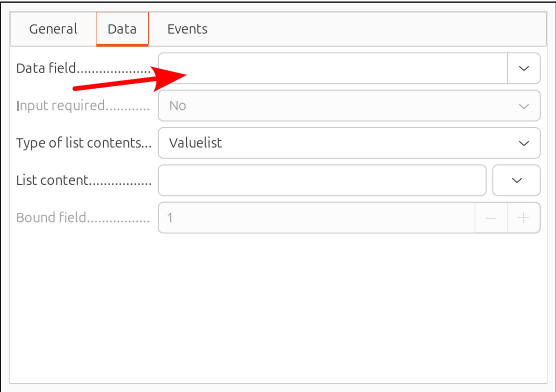 General Data Events
Data field...................
Input required............ No
Type of list contents... Valuelist
List content.................
Bound field................. 1 − +